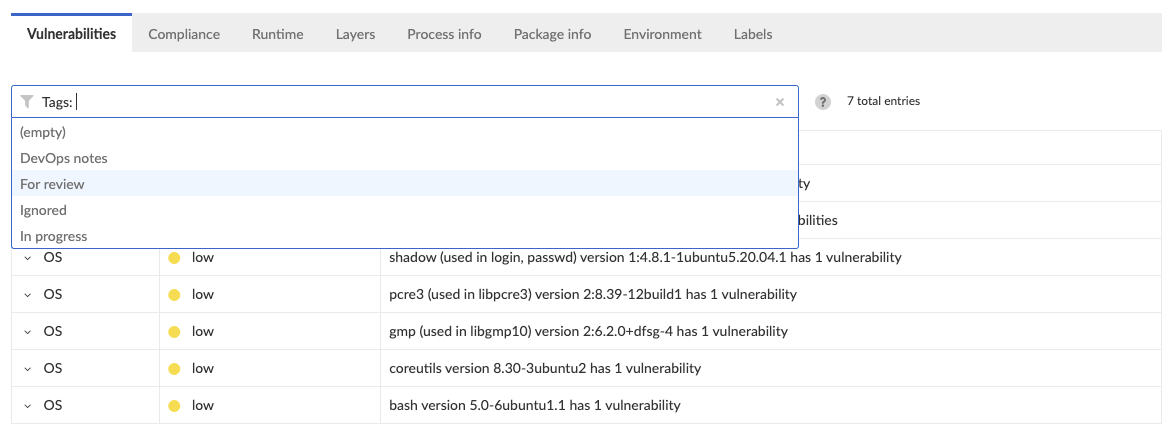 Vulnerabilities Compliance Runtime Layers Process info Package info Environment Labels
Tags: × ? 7 total entries
(empty)
DevOps notes
For review
ty
Ignored
bilities
In progress
OS low shadow (used in login, passwd) version 1:4.8.1-1ubuntu5.20.04.1 has 1 vulnerability
OS low pcre3 (used in libpcre3) version 2:8.39-12build1 has 1 vulnerability
OS low gmp (used in libgmp10) version 2:6.2.0+dfsg-4 has 1 vulnerability
OS low coreutils version 8.30-3ubuntu2 has 1 vulnerability
OS low bash version 5.0-6ubuntu1.1 has 1 vulnerability